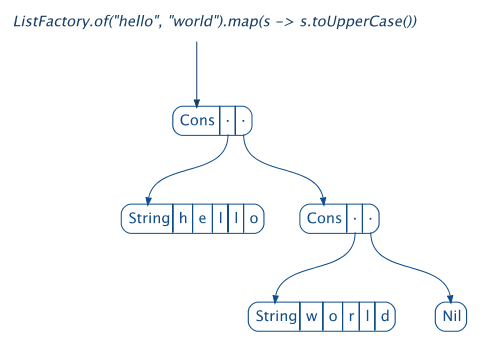 ListFactory.of("hello", "world").map(s -> s.toUpperCase())
Cons · ·
String h e l l o
Cons · ·
String w o r l d
Nil